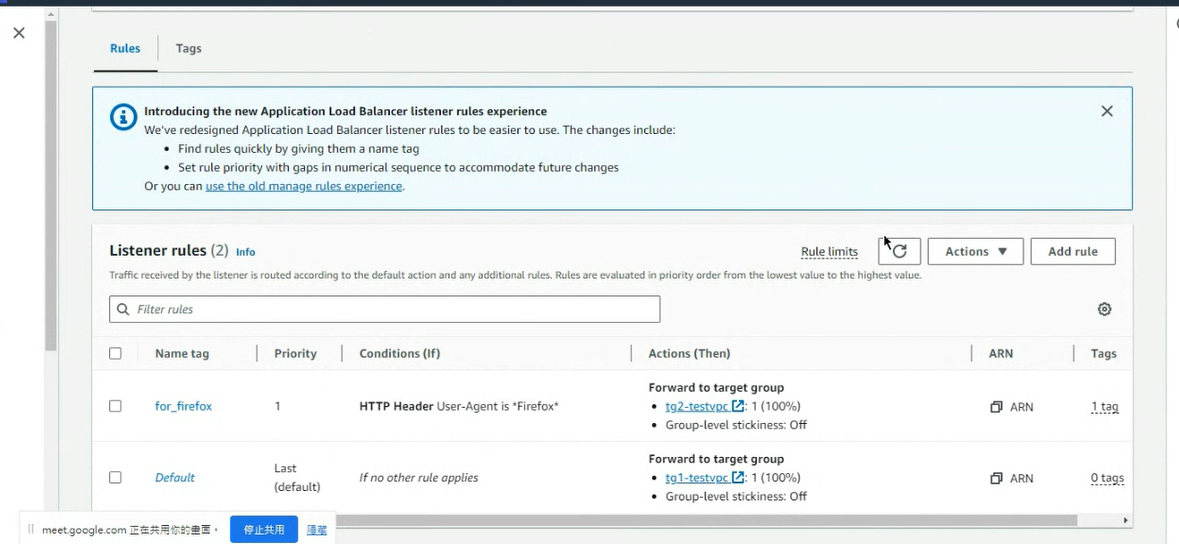 Rules
Tags
Introducing the new Application Load Balancer listener rules experience
We've redesigned Application Load Balancer listener rules to be easier to use. The changes include:
• Find rules quickly by giving them a name tag
• Set rule priority with gaps in numerical sequence to accommodate future changes
Or you can use the old manage rules experience.
Listener rules (2) Info
Rule limits
Actions
Add rule
Traffic received by the listener is routed according to the default action and any additional rules. Rules are evaluated in priority order from the lowest value to the highest value.
Filter rules
Name tag Priority Conditions (If) Actions (Then) ARN Tags
for_firefox
1
HTTP Header User-Agent is *Firefox*
Forward to target group
• tg2-testvpc: 1 (100%)
• Group-level stickiness: Off
ARN
1 tag
Default
Last
(default)
If no other rule applies
Forward to target group
• tg1-testvpc: 1 (100%)
• Group-level stickiness: Off
ARN
0 tags
meet.google.com 正在共用你的畫面。
停止共用
隱藏